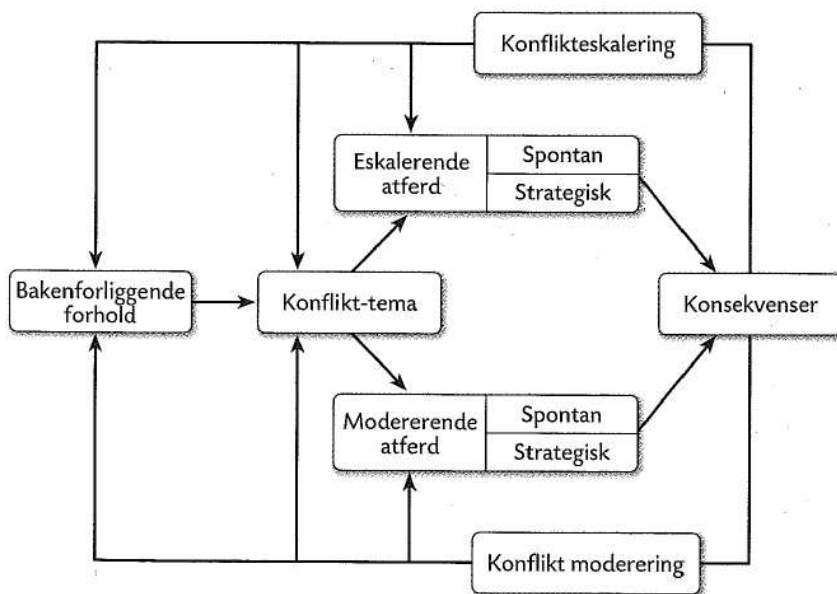 Konflikteskalering
Eskalerende
atferd
Spontan
Strategisk
Bakenforliggende
forhold
Konflikt-tema
Konsekvenser
Modererende
atferd
Spontan
Strategisk
Konflikt moderering